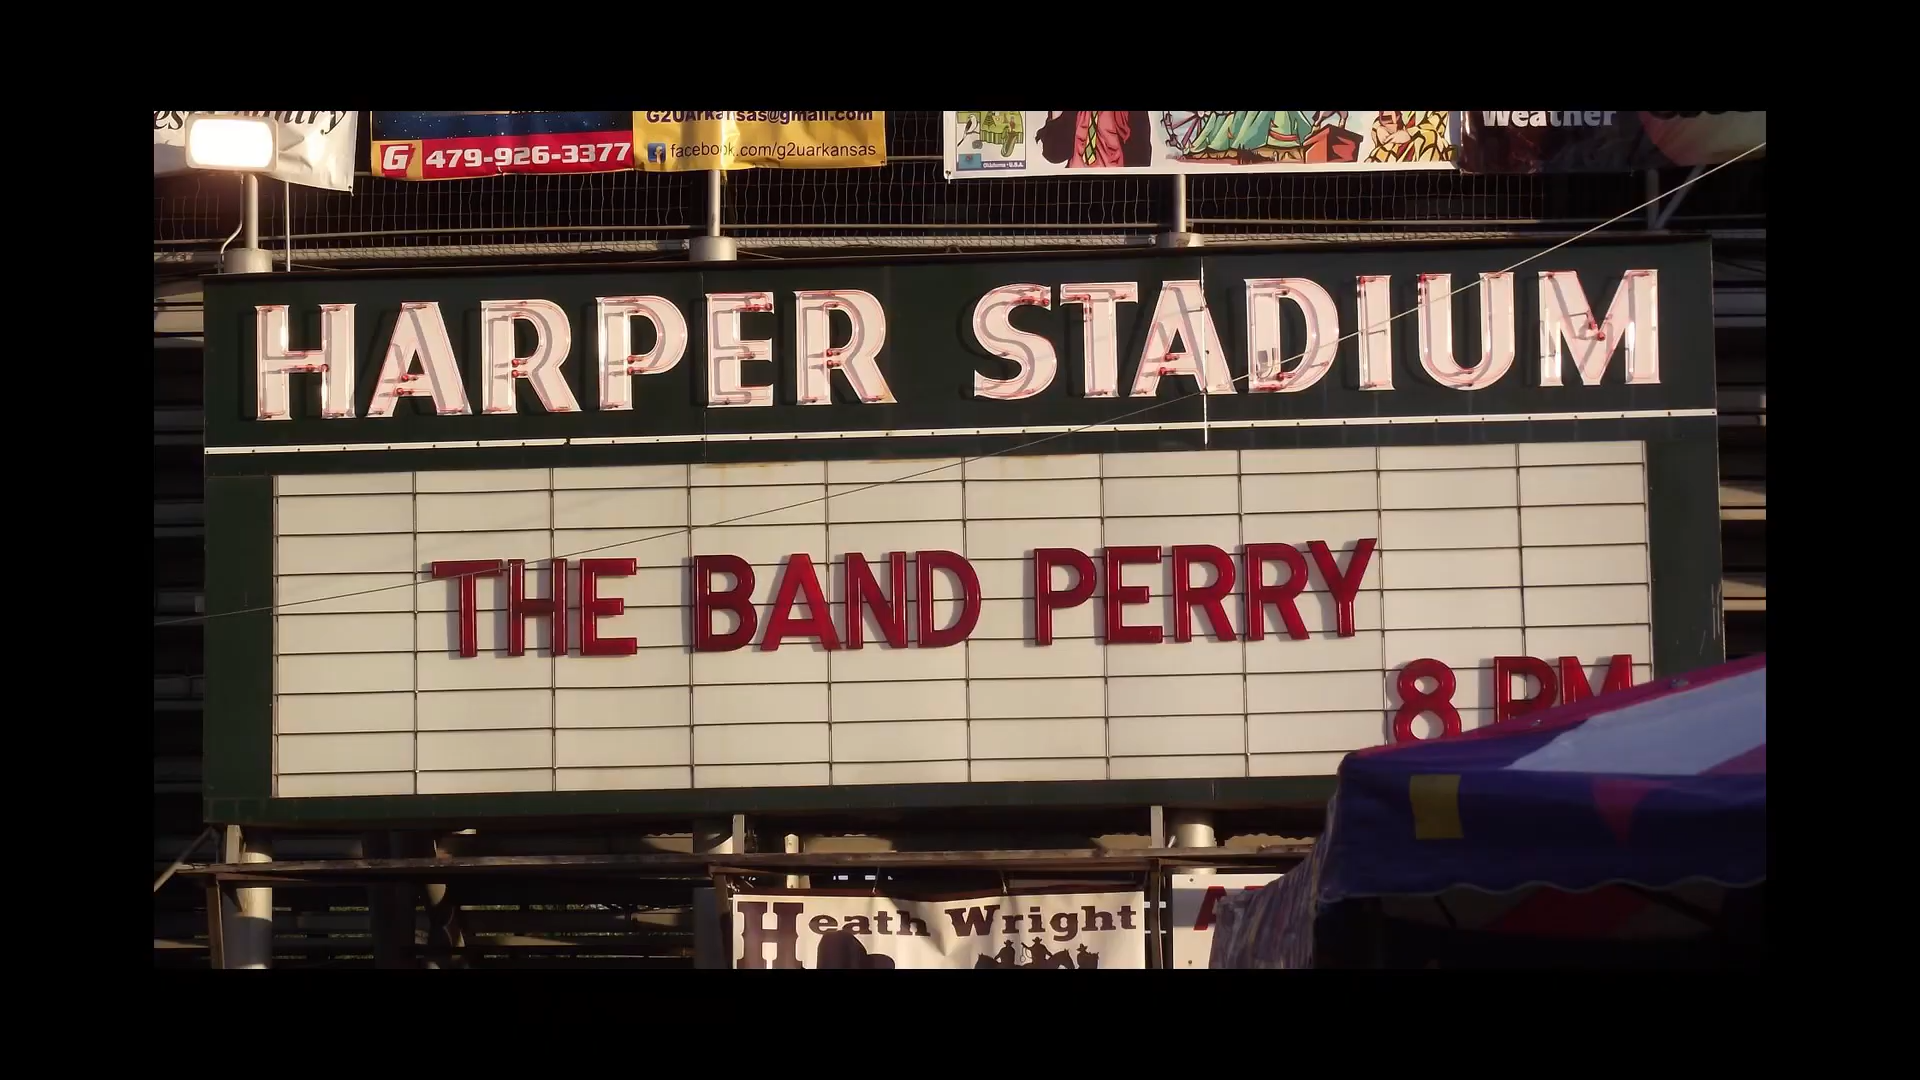 G2UArkansas@gmail.com
G 479-926-3377
facebook.com/g2uarkansas
Oklahoma - U.S.A.
Weather
HARPER STADIUM
THE BAND PERRY
8 PM
Heath Wright